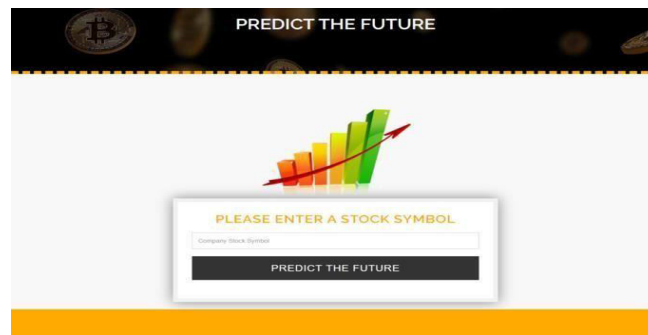 PREDICT THE FUTURE
PLEASE ENTER A STOCK SYMBOL
Company Stock Symbol
PREDICT THE FUTURE